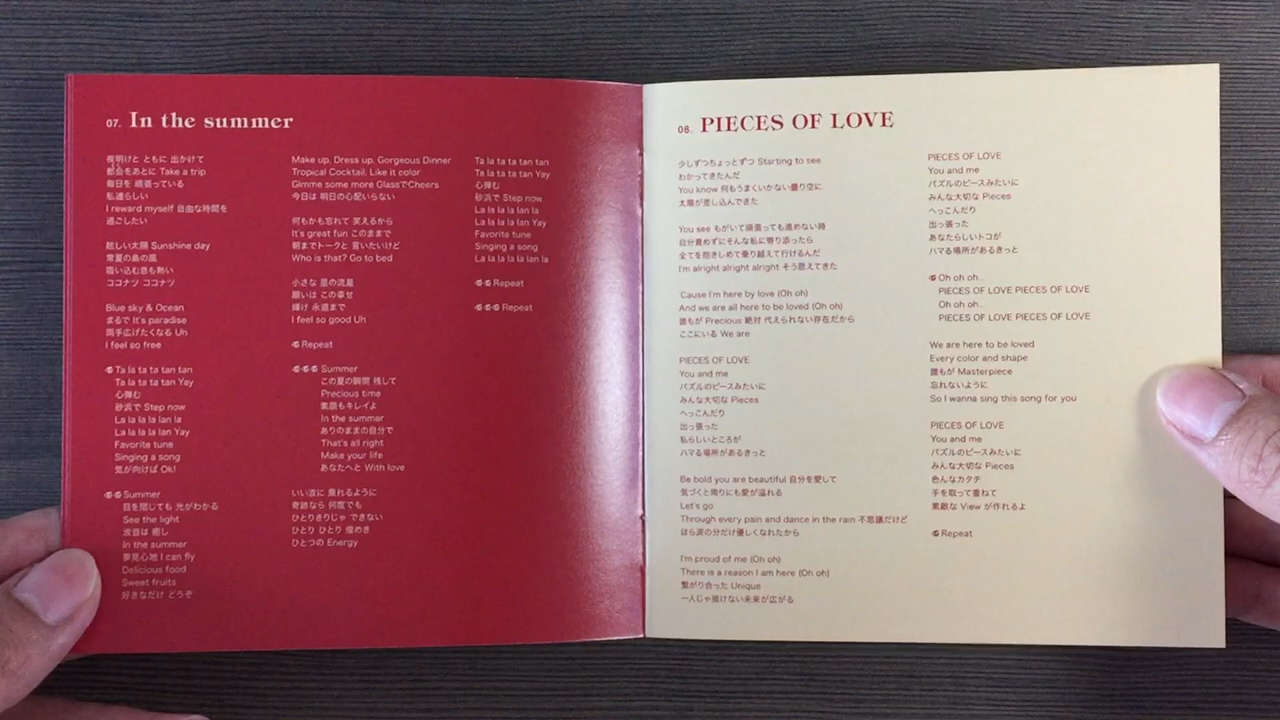 07. In the summer
夜明けと ともに 出かけて
都会をあとに Take a trip
毎日を 頑張っている
私達らしい
I reward myself 自由な時間を
過ごしたい
眩しい太陽 Sunshine day
常夏の島の風
吸い込む息も熱い
ココナツ ココナツ
Blue sky & Ocean
まるで It's paradise
両手広げたくなる Uh
I feel so free
Ta la ta ta tan tan
Ta la ta ta tan Yay
心弾む
砂浜で Step now
La la la la lan la
La la la la lan Yay
Favorite tune
Singing a song
気が向けば Ok!
Summer
目を閉じても 光がわかる
See the light
波音は 癒し
In the summer
夢見心地 I can fly
Delicious food
Sweet fruits
好きなだけ どうぞ
Make up, Dress up, Gorgeous Dinner
Tropical Cocktail, Like it color
Gimme some more GlassでCheers
今日は 明日の心配いらない
何もかも忘れて 笑えるから
It's great fun このままで
朝までトークと 言いたいけど
Who is that? Go to bed
小さな 星の流星
願いは この幸せ
輝け 永遠まで
I feel so good Uh
Repeat
Summer
この夏の瞬間 残して
Precious time
素顔もキレイよ
In the summer
ありのままの自分で
That's all right
Make your life
あなたへと With love
いい波に 乗れるように
奇跡なら 何度でも
ひとりきりじゃ できない
ひとり ひとり 煌めき
ひとつの Energy
Ta la ta ta tan tan
Ta la ta ta tan Yay
心弾む
砂浜で Step now
La la la la lan la
La la la la lan Yay
Favorite tune
Singing a song
La la la la lan la
Repeat
Repeat
08. PIECES OF LOVE
少しずつちょっとずつ Starting to see
わかってきたんだ
You know 何もうまくいかない曇り空に
太陽が差し込んできた
You see もがいて頑張っても進めない時
自分責めずにそんな私に寄り添ったら
全てを抱きしめて乗り越えて行けるんだ
I'm alright alright alright そう思えてきた
'Cause I'm here by love (Oh oh)
And we are all here to be loved (Oh oh)
誰もが Precious 絶対 代えられない存在だから
ここにいる We are
PIECES OF LOVE
You and me
パズルのピースみたいに
みんな大切な Pieces
へっこんだり
出っ張った
私らしいところが
ハマる場所があるきっと
Be bold you are beautiful 自分を愛して
気づくと周りにも愛が溢れる
Let's go
Through every pain and dance in the rain 不思議だけど
ほら涙の分だけ優しくなれたから
I'm proud of me (Oh oh)
There is a reason I am here (Oh oh)
繋がり合った Unique
一人じゃ描けない未来が広がる
PIECES OF LOVE
You and me
パズルのピースみたいに
みんな大切な Pieces
へっこんだり
出っ張った
あなたらしいトコが
ハマる場所があるきっと
Oh oh oh...
PIECES OF LOVE PIECES OF LOVE
Oh oh oh...
PIECES OF LOVE PIECES OF LOVE
We are here to be loved
Every color and shape
誰もが Masterpiece
忘れないように
So I wanna sing this song for you
PIECES OF LOVE
You and me
パズルのピースみたいに
みんな大切な Pieces
色んなカタチ
手を取って重ねて
素敵な View が作れるよ
Repeat